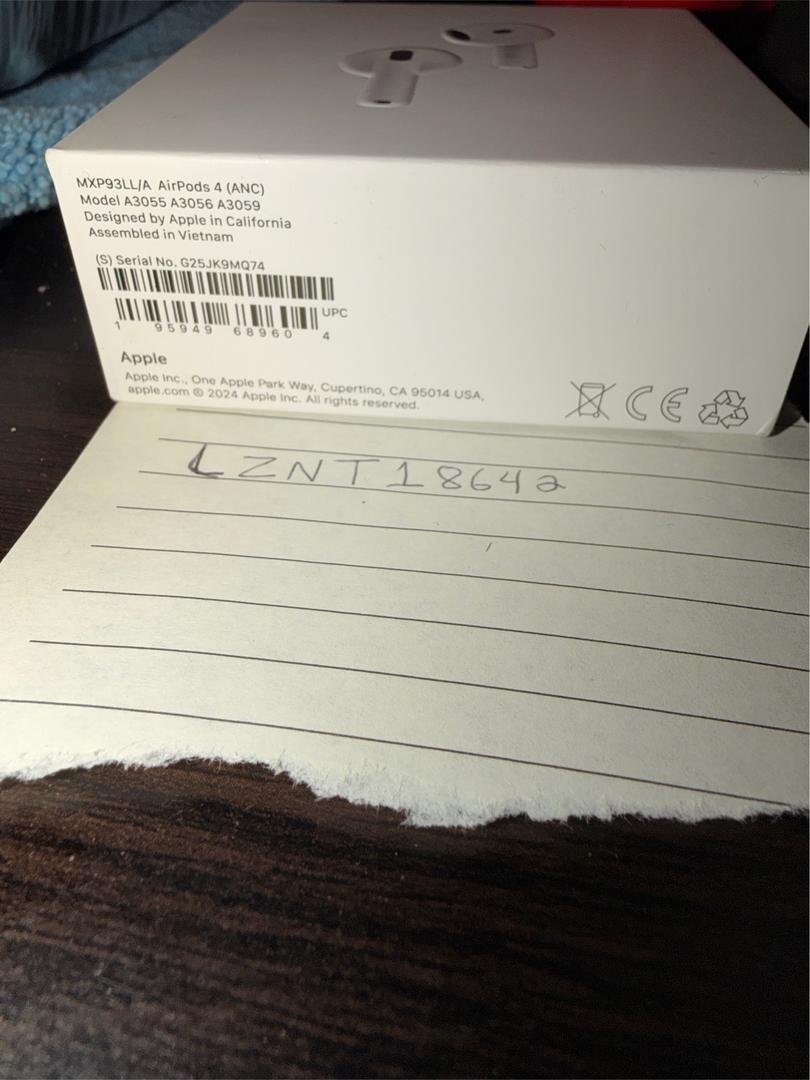 MXP93LL/A AirPods 4 (ANC)
Model A3055 A3056 A3059
Designed by Apple in California
Assembled in Vietnam
(S) Serial No. G25JK9MQ74
UPC
1 95949 68960 4
Apple
Apple Inc., One Apple Park Way, Cupertino, CA 95014 USA,
apple.com ℗ 2024 Apple Inc. All rights reserved.
CE
LZNT18642